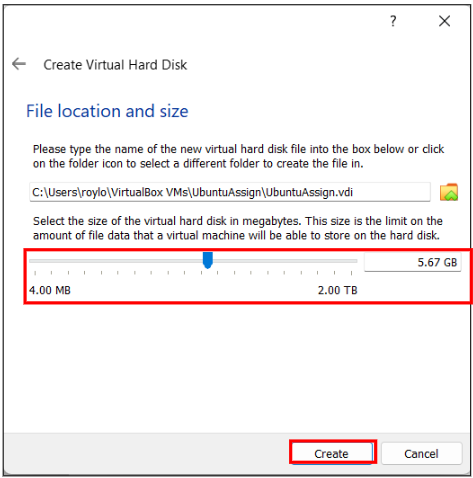 ?
Create Virtual Hard Disk
File location and size
Please type the name of the new virtual hard disk file into the box below or click
on the folder icon to select a different folder to create the file in.
C:\Users\roylo\VirtualBox VMs\UbuntuAssign\UbuntuAssign.vdi
Select the size of the virtual hard disk in megabytes. This size is the limit on the
amount of file data that a virtual machine will be able to store on the hard disk.
5.67 GB
4.00 MB 2.00 TB
Create Cancel